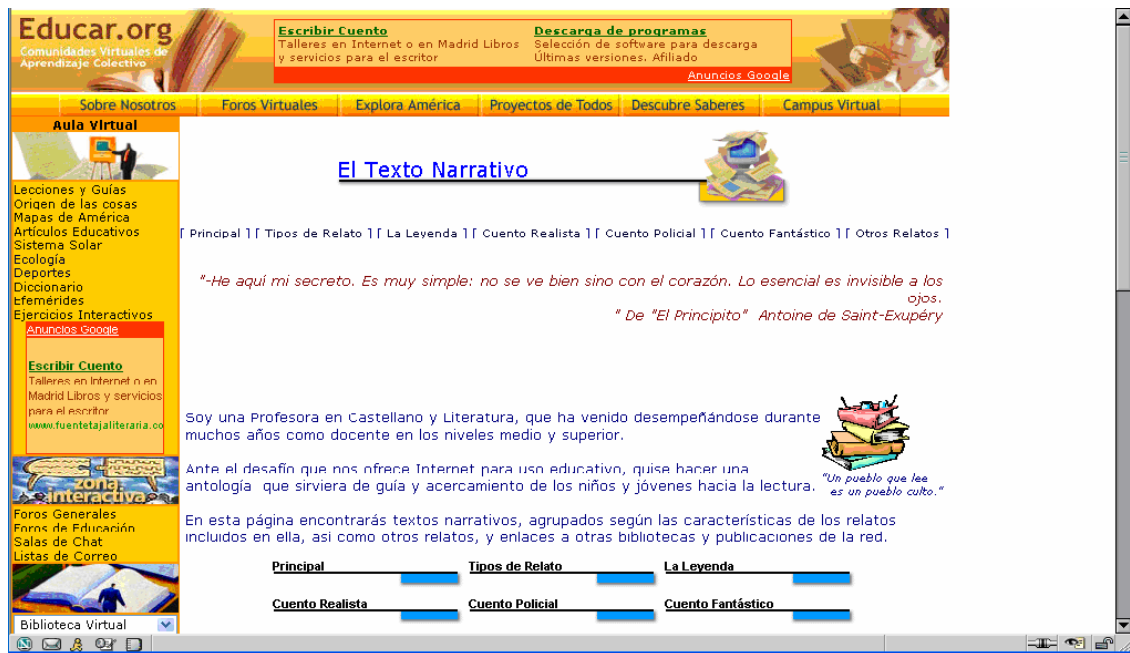 Educar.org
Comunidades Virtuales de
Aprendizaje Colectivo
Escribir Cuento
Talleres en Internet o en Madrid Libros
y servicios para el escritor
Descarga de programas
Selección de software para descarga
Últimas versiones. Afiliado
Anuncios Google
Sobre Nosotros
Foros Virtuales
Explora América
Proyectos de Todos
Descubre Saberes
Campus Virtual
Aula Virtual
Lecciones y Guías
Origen de las cosas
Mapas de América
Artículos Educativos
Sistema Solar
Ecología
Deportes
Diccionario
Efemérides
Ejercicios Interactivos
Anuncios Google
Escribir Cuento
Talleres en Internet o en
Madrid Libros y servicios
para el escritor
www.fuentetajaliteraria.co
zona
interactiva
Foros Generales
Foros de Educación
Salas de Chat
Listas de Correo
Biblioteca Virtual
El Texto Narrativo
[ Principal ] [ Tipos de Relato ] [ La Leyenda ] [ Cuento Realista ] [ Cuento Policial ] [ Cuento Fantástico ] [ Otros Relatos ]
"-He aquí mi secreto. Es muy simple: no se ve bien sino con el corazón. Lo esencial es invisible a los
ojos.
" De "El Principito" Antoine de Saint-Exupéry
Soy una Profesora en Castellano y Literatura, que ha venido desempeñándose durante
muchos años como docente en los niveles medio y superior.
Ante el desafío que nos ofrece Internet para uso educativo, quise hacer una
antología que sirviera de guía y acercamiento de los niños y jóvenes hacia la lectura.
"Un pueblo que lee
es un pueblo culto."
En esta página encontrarás textos narrativos, agrupados según las características de los relatos
incluidos en ella, asi como otros relatos, y enlaces a otras bibliotecas y publicaciones de la red.
Principal
Tipos de Relato
La Leyenda
Cuento Realista
Cuento Policial
Cuento Fantástico